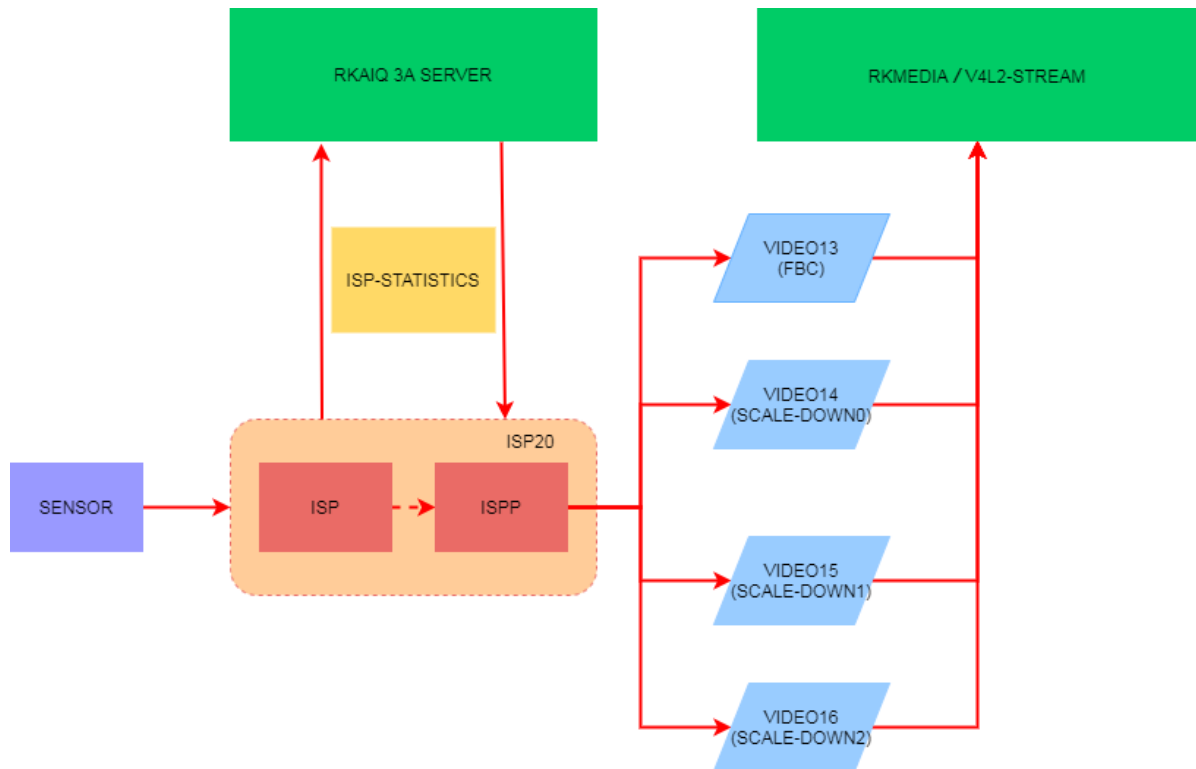 RKAIQ 3A SERVER
RKMEDIA / V4L2-STREAM
ISP-STATISTICS
VIDEO13
(FBC)
VIDEO14
(SCALE-DOWN0)
ISP20
SENSOR
ISP
ISPP
VIDEO15
(SCALE-DOWN1)
VIDEO16
(SCALE-DOWN2)